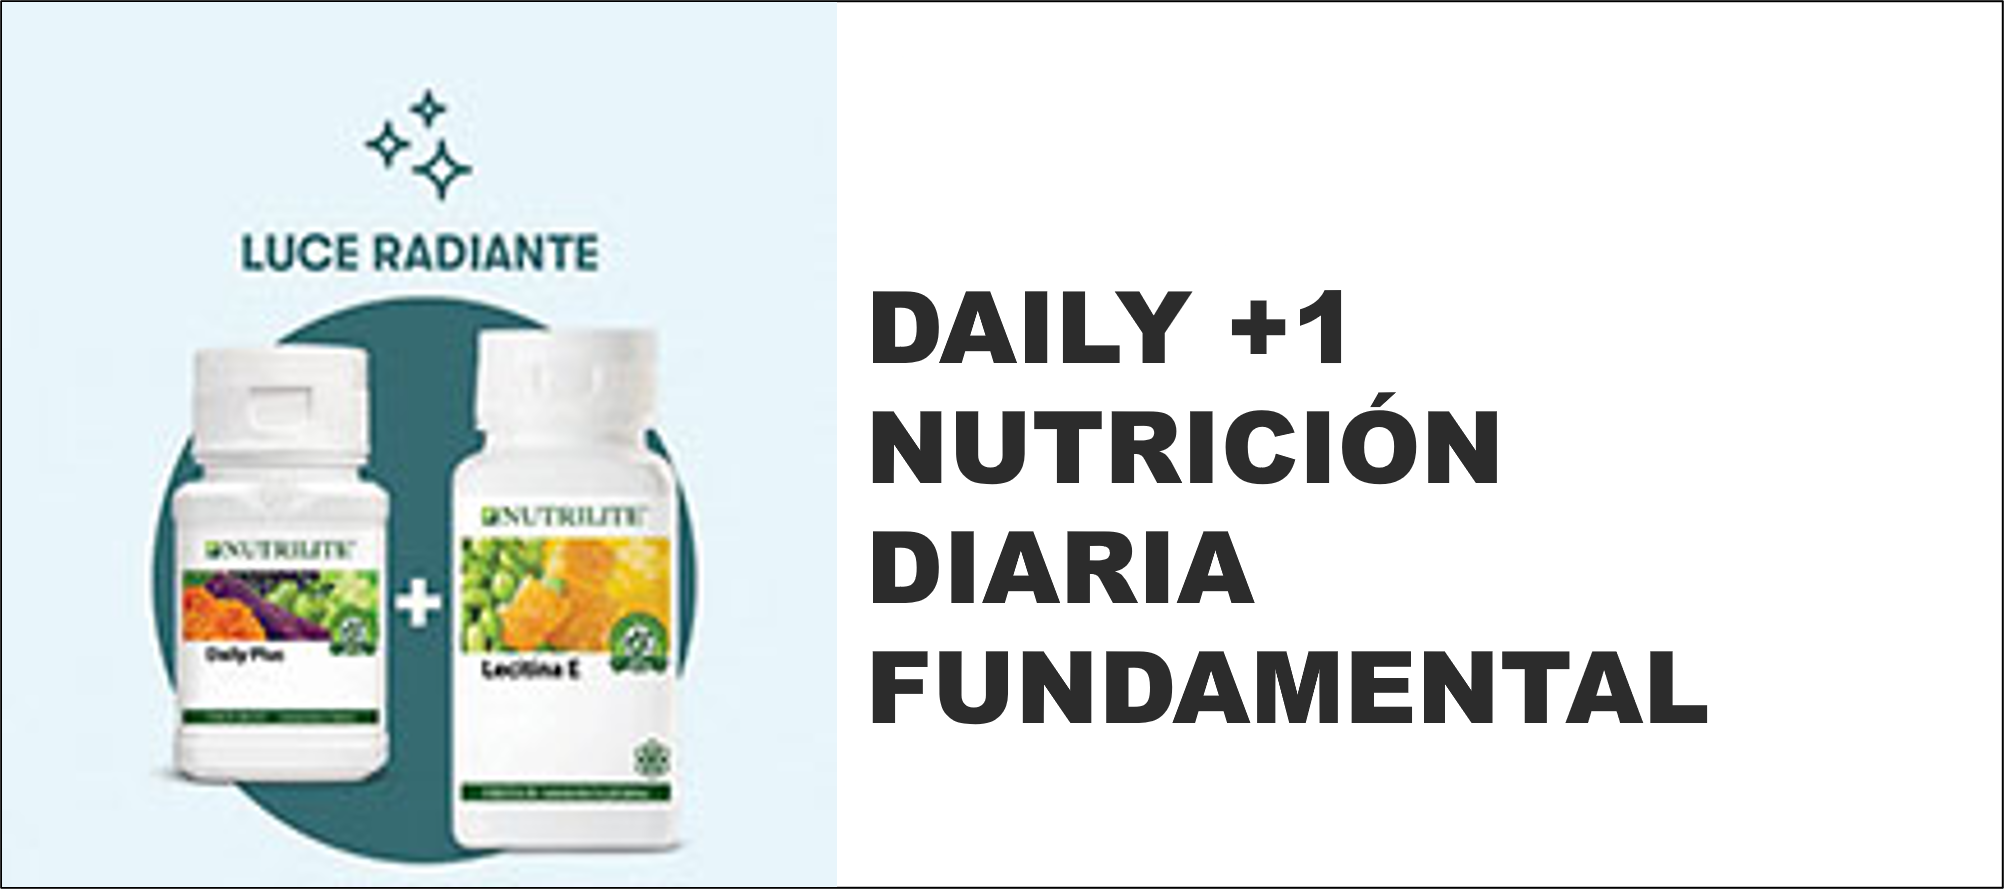 LUCE RADIANTE
NUTRILITE
Daily Plus
+
NUTRILITE
Lecitina E
DAILY +1
NUTRICIÓN
DIARIA
FUNDAMENTAL